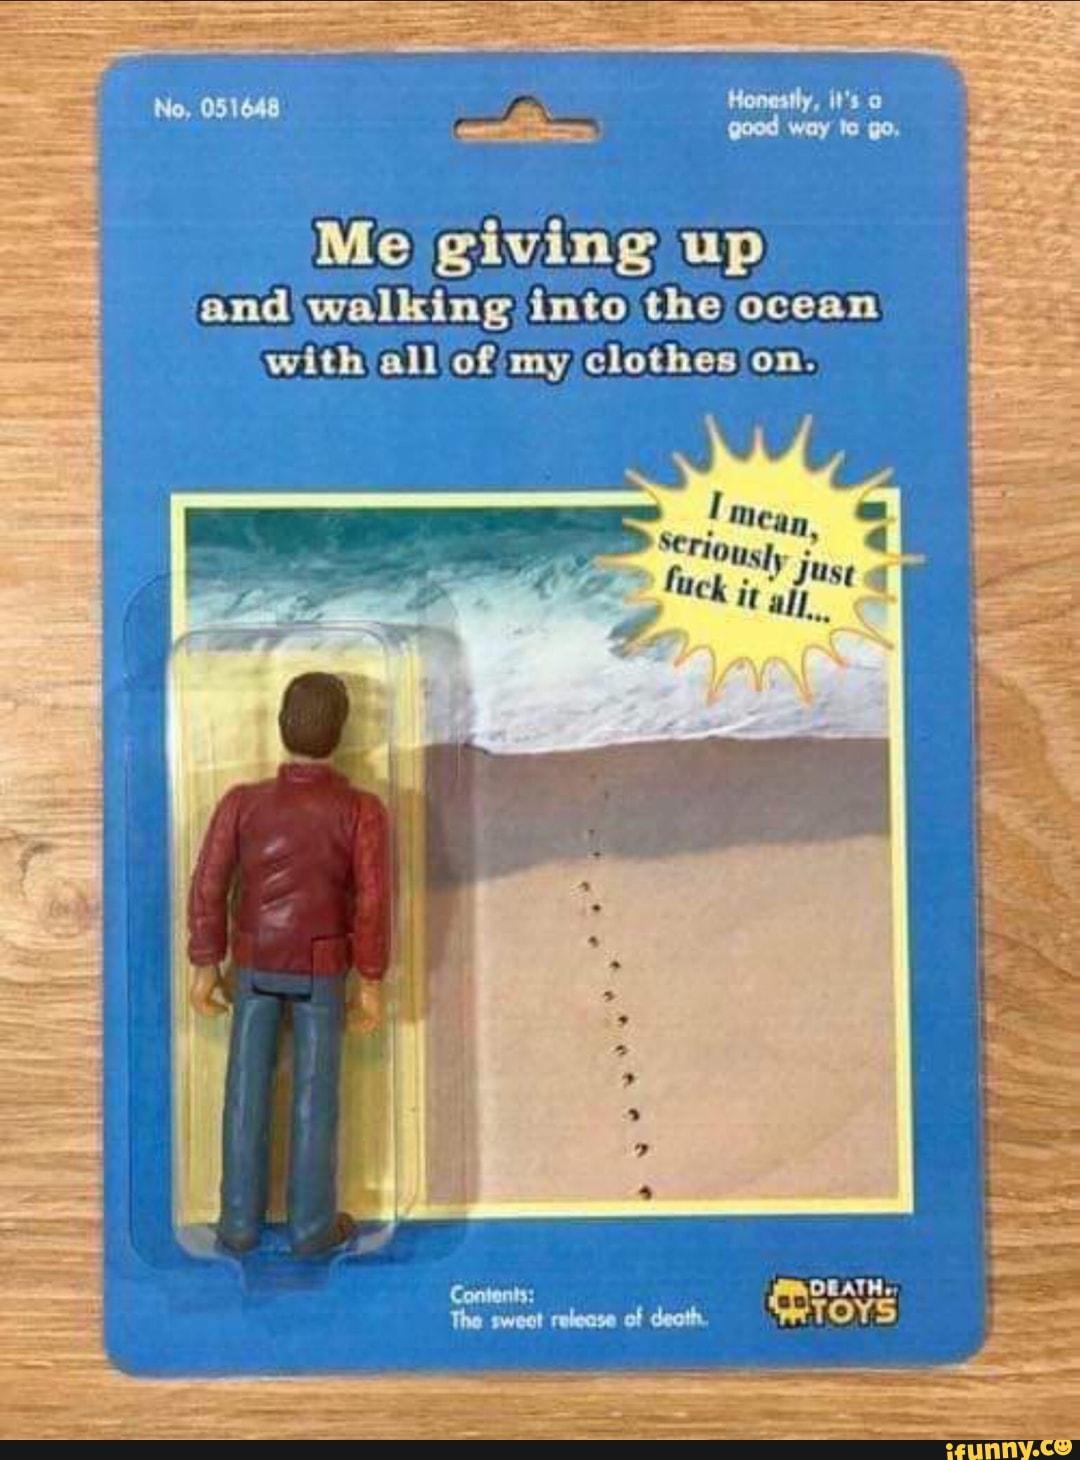 No. 051648
Honestly, it's a
good way to go.
Me giving up
and walking into the ocean
with all of my clothes on.
I mean,
seriously just
fuck it all...
Contents:
The sweet release of death.
DEATH BY
TOYS
ifunny.co